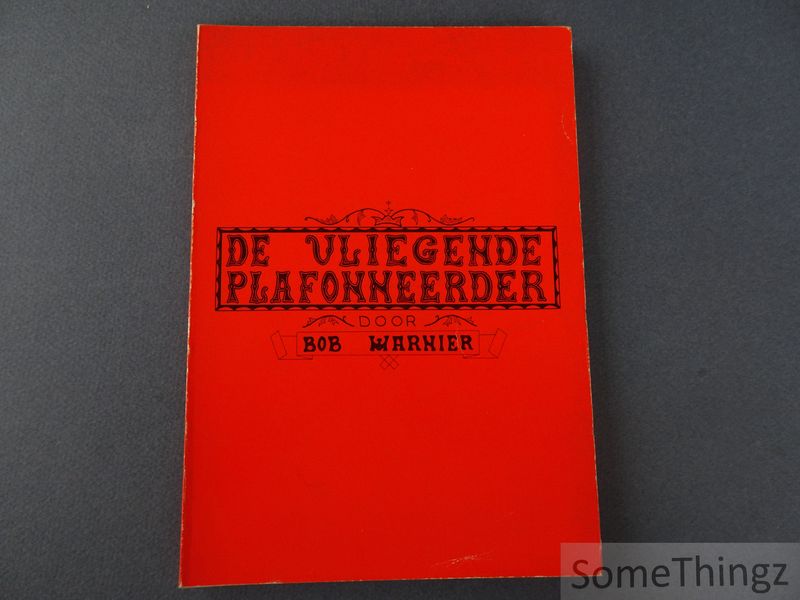 DE VLIEGENDE
PLAFONNEERDER
DOOR
BOB WARNIER
SomeThingz